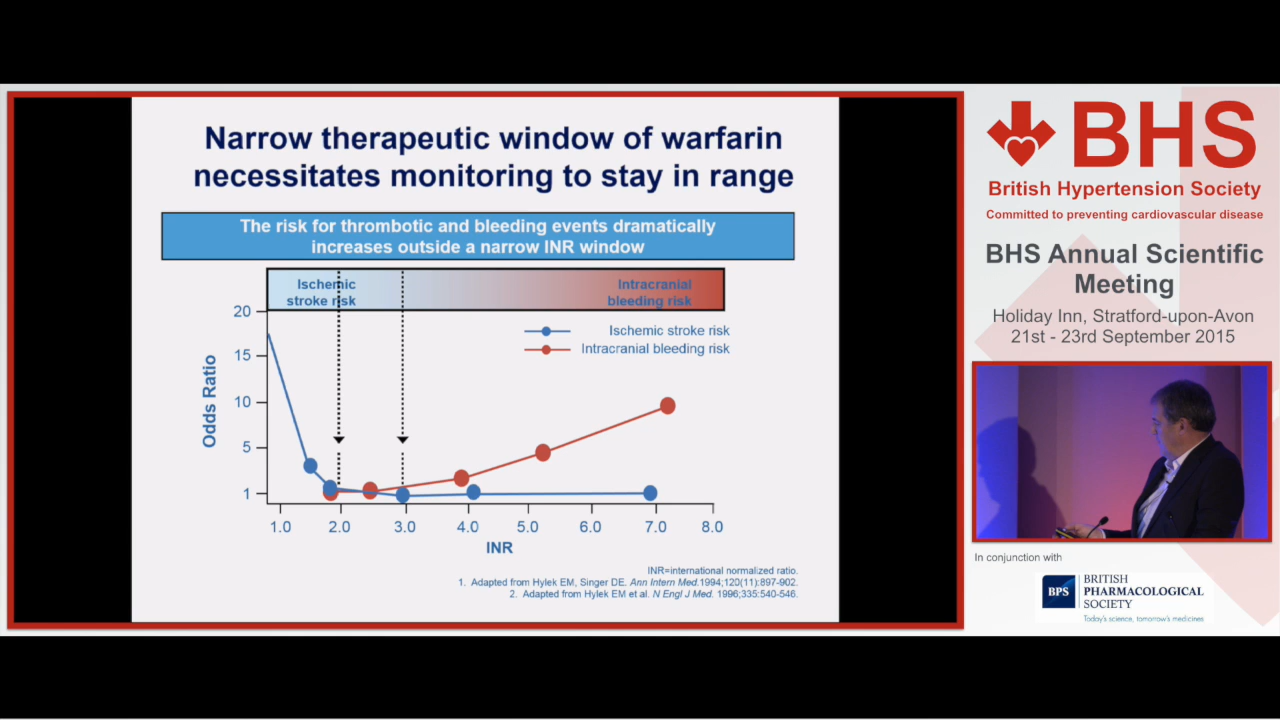 Narrow therapeutic window of warfarin
necessitates monitoring to stay in range
The risk for thrombotic and bleeding events dramatically
increases outside a narrow INR window
Ischemic
stroke risk
Intracranial
bleeding risk
Ischemic stroke risk
Intracranial bleeding risk
Odds Ratio
20
15
10
5
1
1.0 2.0 3.0 4.0 5.0 6.0 7.0 8.0
INR
INR=international normalized ratio.
1. Adapted from Hylek EM, Singer DE. Ann Intern Med.1994;120(11):897-902.
2. Adapted from Hylek EM et al. N Engl J Med. 1996;335:540-546.
BHS
British Hypertension Society
Committed to preventing cardiovascular disease
BHS Annual Scientific
Meeting
Holiday Inn, Stratford-upon-Avon
21st - 23rd September 2015
In conjunction with
BPS
BRITISH
PHARMACOLOGICAL
SOCIETY
Today's science, tomorrow's medicines